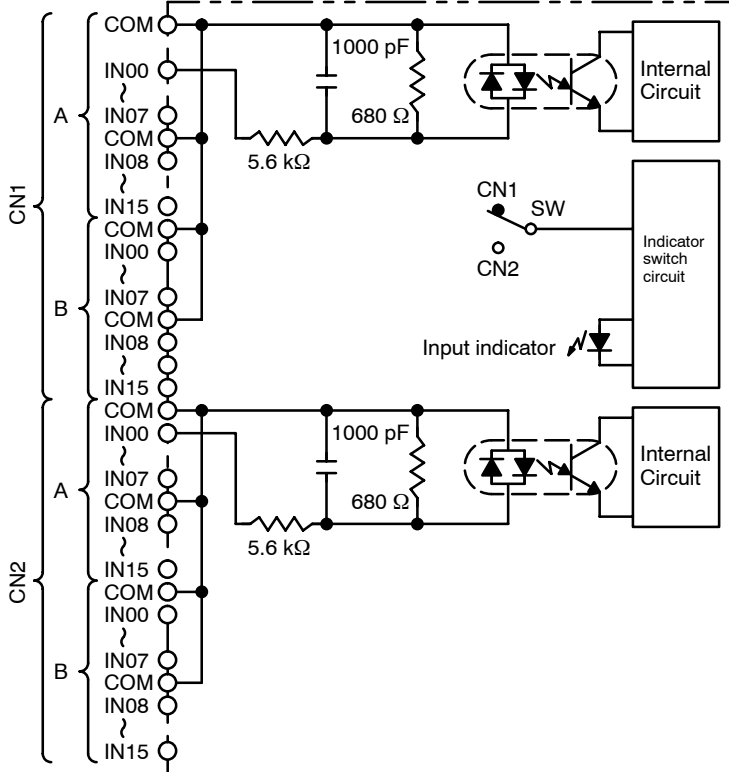 COM
1000 pF
IN00
Internal
Circuit
A
IN07
680 Ω
COM
5.6 kΩ
IN08
CN1
IN15
CN1
SW
COM
IN00
CN2
Indicator
switch
circuit
B
IN07
COM
IN08
Input indicator
IN15
COM
1000 pF
IN00
Internal
Circuit
A
IN07
680 Ω
COM
IN08
5.6 kΩ
CN2
IN15
COM
IN00
B
IN07
COM
IN08
IN15